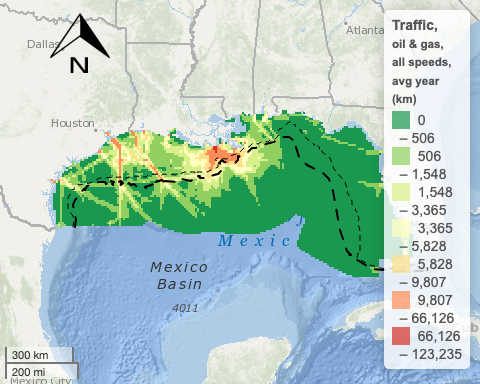 Dallas
N
Atlanta
Houston
Mexic
Mexico
Basin
4011
300 km
200 mi
Mexico City
Traffic,
oil & gas,
all speeds,
avg year
(km)
0
– 506
506
– 1,548
1,548
– 3,365
3,365
– 5,828
5,828
– 9,807
9,807
– 66,126
66,126
– 123,235